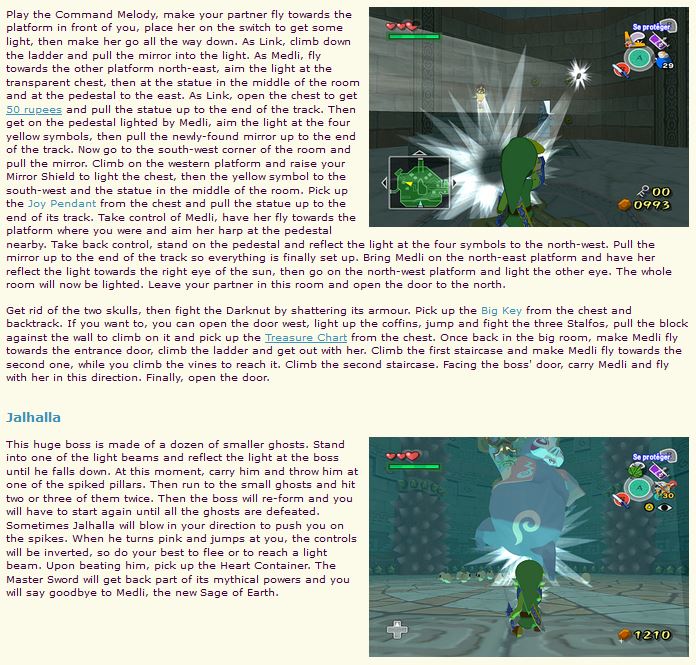 Play the Command Melody, make your partner fly towards the
platform in front of you, place her on the switch to get some
light, then make her go all the way down. As Link, climb down
the ladder and pull the mirror into the light. As Medli, fly
towards the other platform north-east, aim the light at the
transparent chest, then at the statue in the middle of the room
and at the pedestal to the east. As Link, open the chest to get
50 rupees and pull the statue up to the end of the track. Then
get on the pedestal lighted by Medli, aim the light at the four
yellow symbols, then pull the newly-found mirror up to the end
of the track. Now go to the south-west corner of the room and
pull the mirror. Climb on the western platform and raise your
Mirror Shield to light the chest, then the yellow symbol to the
south-west and the statue in the middle of the room. Pick up
the Joy Pendant from the chest and pull the statue up to the
end of its track. Take control of Medli, have her fly towards the
platform where you were and aim her harp at the pedestal
nearby. Take back control, stand on the pedestal and reflect the light at the four symbols to the north-west. Pull the
mirror up to the end of the track so everything is finally set up. Bring Medli on the north-east platform and have her
reflect the light towards the right eye of the sun, then go on the north-west platform and light the other eye. The whole
room will now be lighted. Leave your partner in this room and open the door to the north.
Se protéger
A
29
00
0993
Get rid of the two skulls, then fight the Darknut by shattering its armour. Pick up the Big Key from the chest and
backtrack. If you want to, you can open the door west, light up the coffins, jump and fight the three Stalfos, pull the block
against the wall to climb on it and pick up the Treasure Chart from the chest. Once back in the big room, make Medli fly
towards the entrance door, climb the ladder and get out with her. Climb the first staircase and make Medli fly towards the
second one, while you climb the vines to reach it. Climb the second staircase. Facing the boss' door, carry Medli and fly
with her in this direction. Finally, open the door.
Jalhalla
This huge boss is made of a dozen of smaller ghosts. Stand
into one of the light beams and reflect the light at the boss
until he falls down. At this moment, carry him and throw him at
one of the spiked pillars. Then run to the small ghosts and hit
two or three of them twice. Then the boss will re-form and you
will have to start again until all the ghosts are defeated.
Sometimes Jalhalla will blow in your direction to push you on
the spikes. When he turns pink and jumps at you, the controls
will be inverted, so do your best to flee or to reach a light
beam. Upon beating him, pick up the Heart Container. The
Master Sword will get back part of its mythical powers and you
will say goodbye to Medli, the new Sage of Earth.
Se protéger
A
30
1210